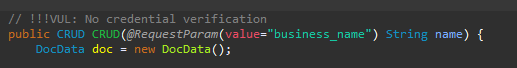 // !!!VUL: No credential verification
public CRUD CRUD(@RequestParam(value="business_name") String name) {
DocData doc = new DocData();